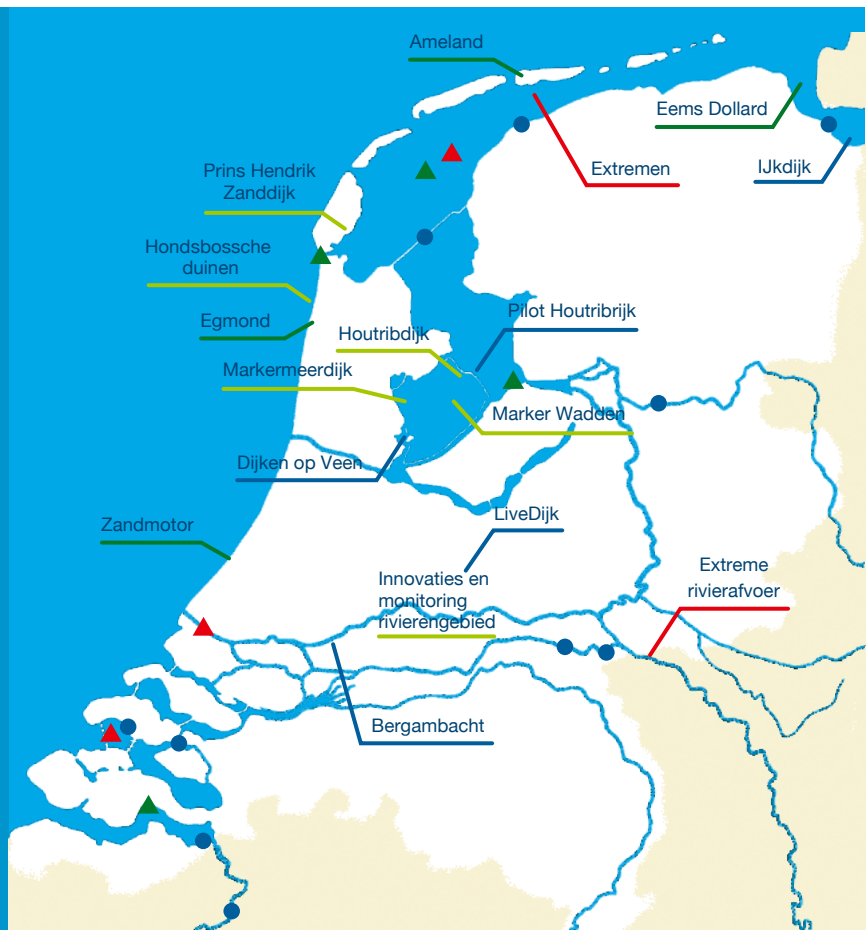 Ameland
Eems Dollard
Extremen
IJkdijk
Prins Hendrik
Zanddijk
Hondsbossche
duinen
Egmond
Houtribdijk
Pilot Houtribrijk
Markermeerdijk
Marker Wadden
Dijken op Veen
Zandmotor
LiveDijk
Innovaties en
monitoring
rivierengebied
Extreme
rivierafvoer
Bergambacht